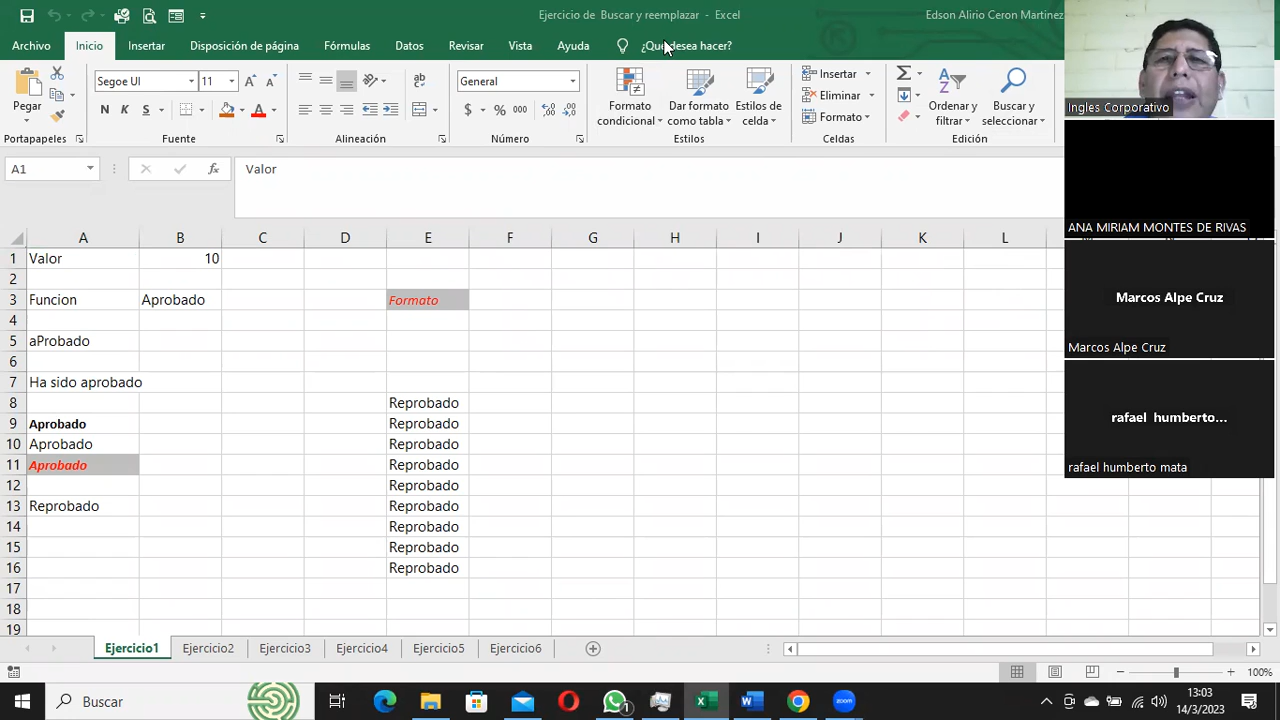 Ejercicio de Buscar y reemplazar - Excel
Edson Alirio Ceron Martinez
Archivo Inicio Insertar Disposición de página Fórmulas Datos Revisar Vista Ayuda ¿Qué desea hacer?
Pegar
Portapapeles
Segoe UI 11
N K S
Fuente
ab
Alineación
General
$ % 000
Número
Formato condicional
Dar formato como tabla
Estilos de celda
Estilos
Insertar
Eliminar
Formato
Celdas
Ordenar y filtrar
Buscar y seleccionar
Edición
A1 fx Valor
A B C D E F G H I J K L
1 Valor 10
2
3 Funcion Aprobado Formato
4
5 aProbado
6
7 Ha sido aprobado
8 Reprobado
9 Aprobado Reprobado
10 Aprobado Reprobado
11 Aprobado Reprobado
12 Reprobado
13 Reprobado Reprobado
14 Reprobado
15 Reprobado
16 Reprobado
17
18
19
Ejercicio1 Ejercicio2 Ejercicio3 Ejercicio4 Ejercicio5 Ejercicio6
100%
Buscar
1
13:03
14/3/2023
Ingles Corporativo
ANA MIRIAM MONTES DE RIVAS
Marcos Alpe Cruz
Marcos Alpe Cruz
rafael humberto...
rafael humberto mata